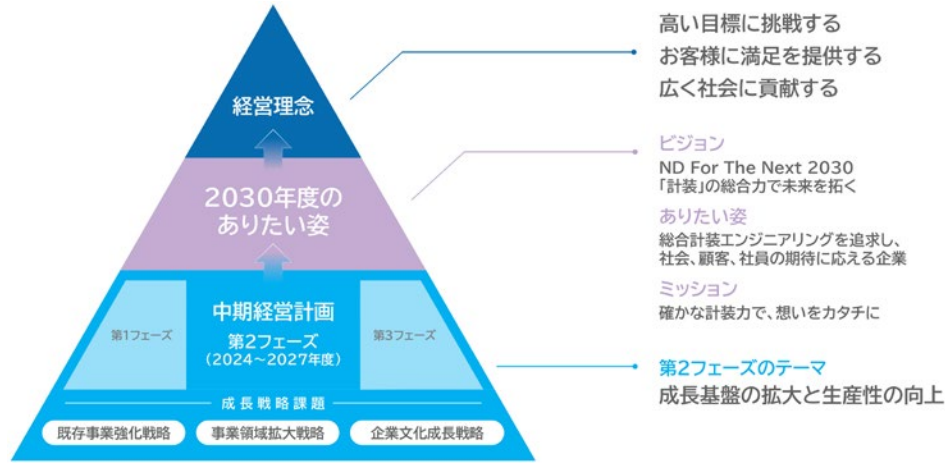 経営理念
2030年度の
ありたい姿
第1フェーズ
中期経営計画
第2フェーズ
(2024～2027年度)
第3フェーズ
成長戦略課題
既存事業強化戦略
事業領域拡大戦略
企業文化成長戦略
高い目標に挑戦する
お客様に満足を提供する
広く社会に貢献する
ビジョン
ND For The Next 2030
「計装」の総合力で未来を拓く
ありたい姿
総合計装エンジニアリングを追求し、
社会、顧客、社員の期待に応える企業
ミッション
確かな計装力で、想いをカタチに
第2フェーズのテーマ
成長基盤の拡大と生産性の向上